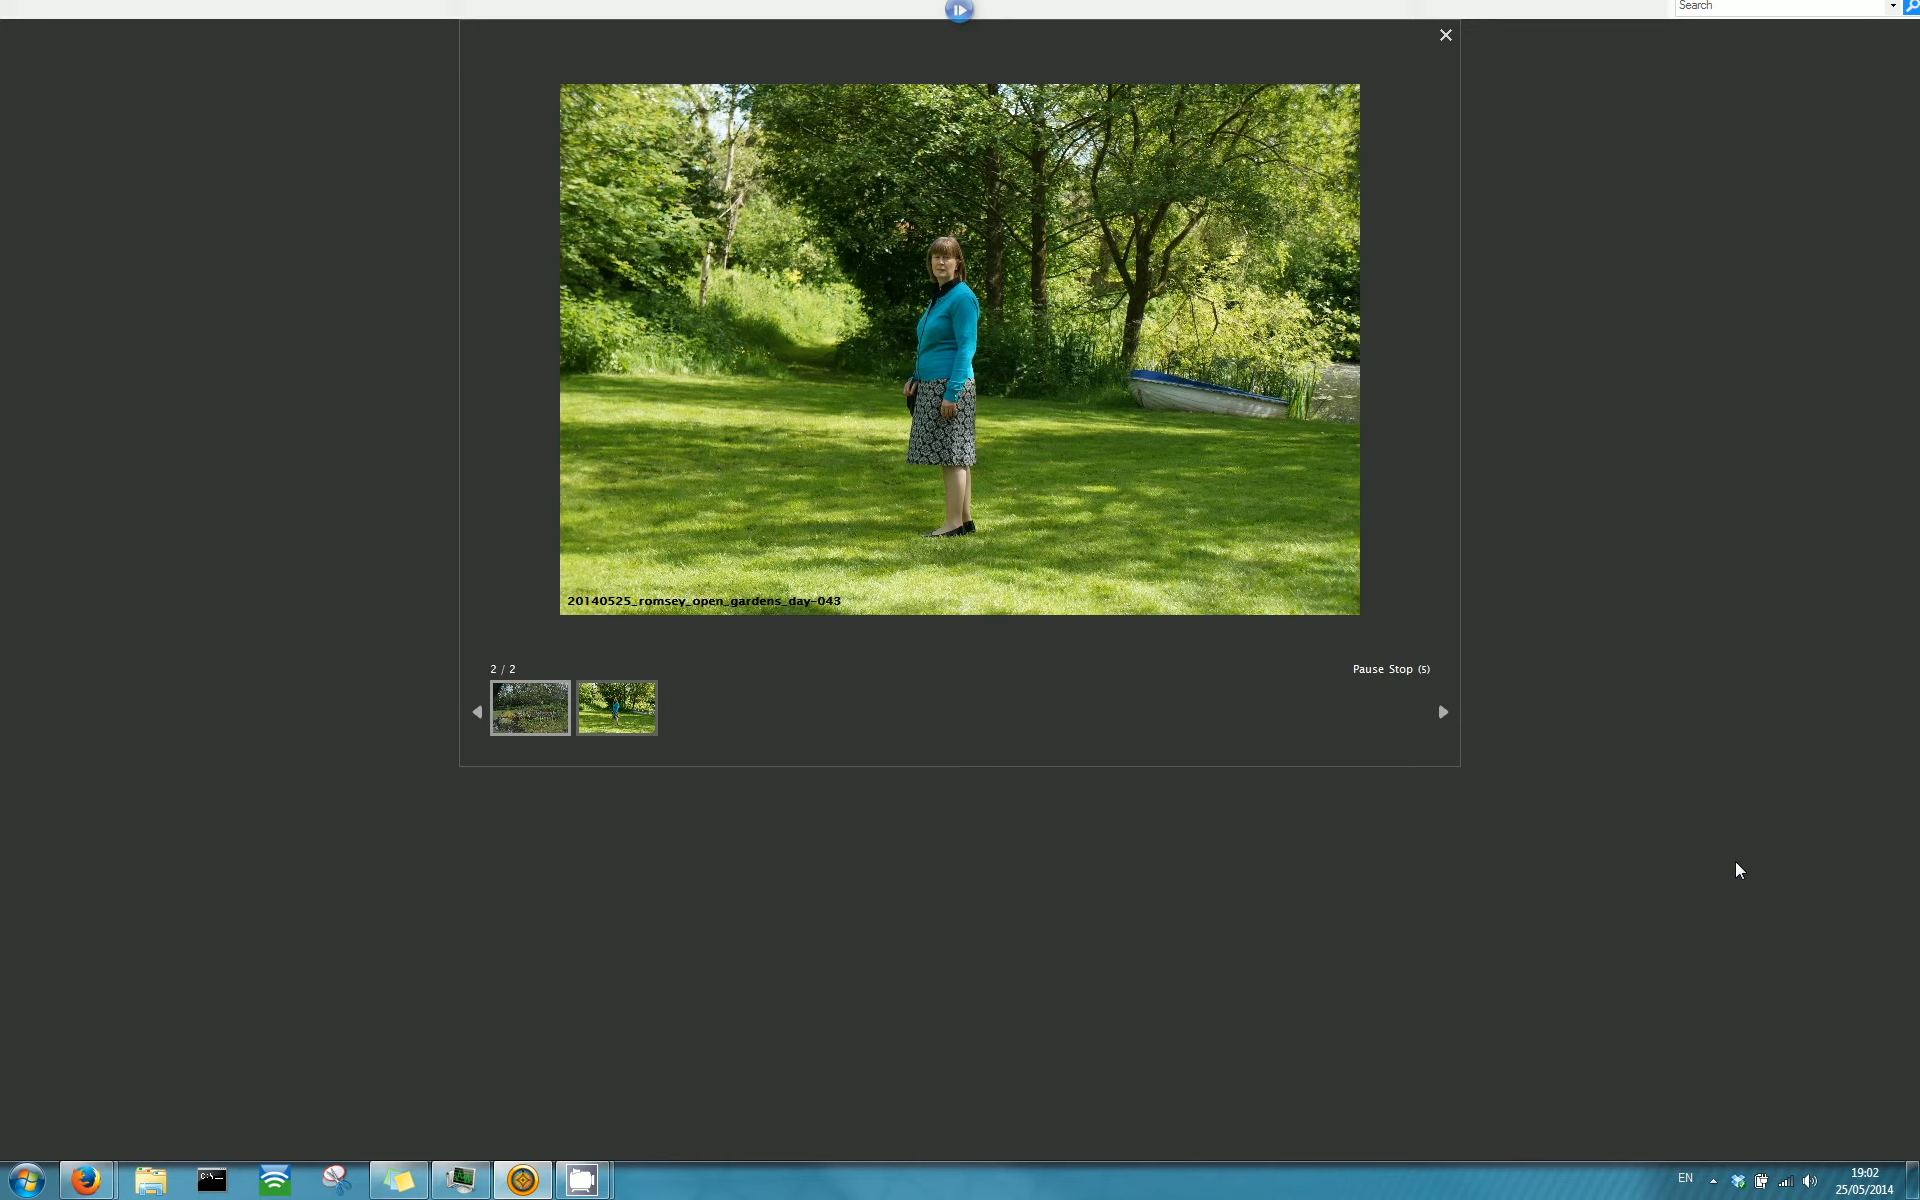 Search
20140525_romsey_open_gardens_day-043
2 / 2
Pause Stop (5)
C:\_
EN
19:02
25/05/2014